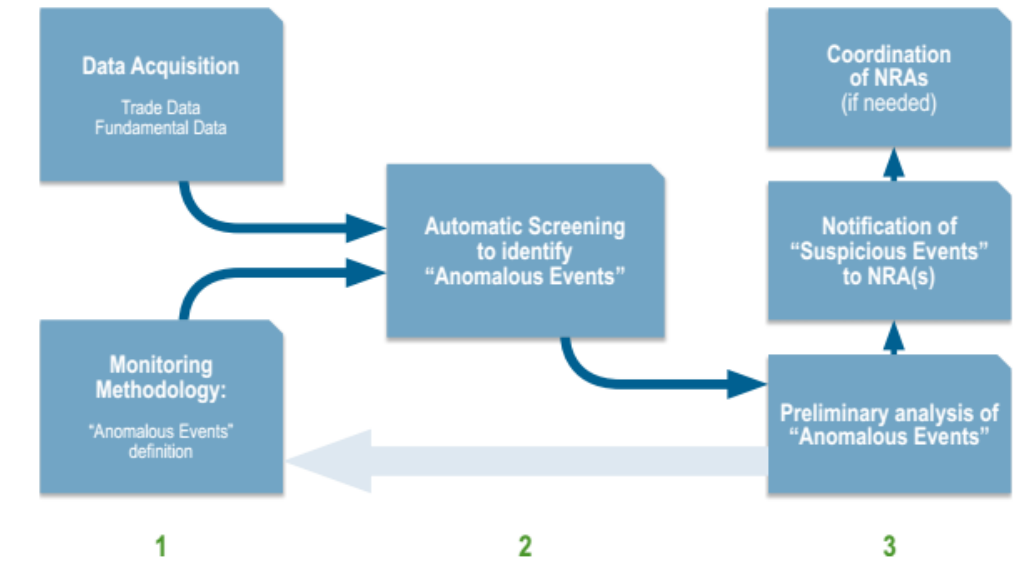 Data Acquisition
Trade Data
Fundamental Data
Monitoring
Methodology:
“Anomalous Events”
definition
1
Automatic Screening
to identify
“Anomalous Events”
2
Coordination
of NRAs
(if needed)
Notification of
“Suspicious Events”
to NRA(s)
Preliminary analysis of
“Anomalous Events”
3